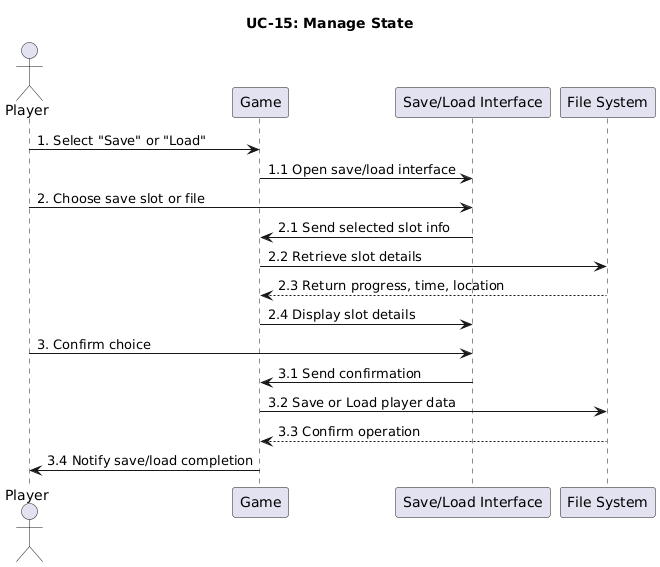 UC-15: Manage State
Player
Game
Save/Load Interface
File System
1. Select "Save" or "Load"
1.1 Open save/load interface
2. Choose save slot or file
2.1 Send selected slot info
2.2 Retrieve slot details
2.3 Return progress, time, location
2.4 Display slot details
3. Confirm choice
3.1 Send confirmation
3.2 Save or Load player data
3.3 Confirm operation
3.4 Notify save/load completion
Player
Game
Save/Load Interface
File System